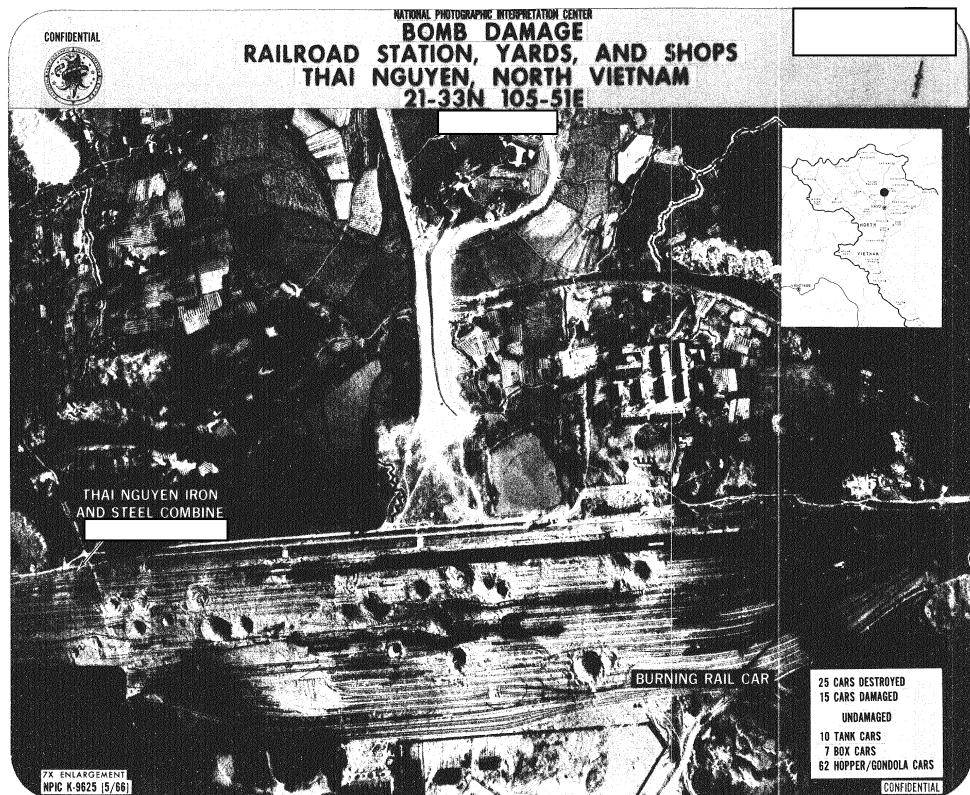 NATIONAL PHOTOGRAPHIC INTERPRETATION CENTER
BOMB DAMAGE
RAILROAD STATION, YARDS, AND SHOPS
THAI NGUYEN, NORTH VIETNAM
21-33N 105-51E
CONFIDENTIAL
NORTH
VIETNAM
THAI NGUYEN IRON
AND STEEL COMBINE
BURNING RAIL CAR
25 CARS DESTROYED
15 CARS DAMAGED
UNDAMAGED
10 TANK CARS
7 BOX CARS
62 HOPPER/GONDOLA CARS
7X ENLARGEMENT
NPIC K-9625 (5/66)
CONFIDENTIAL